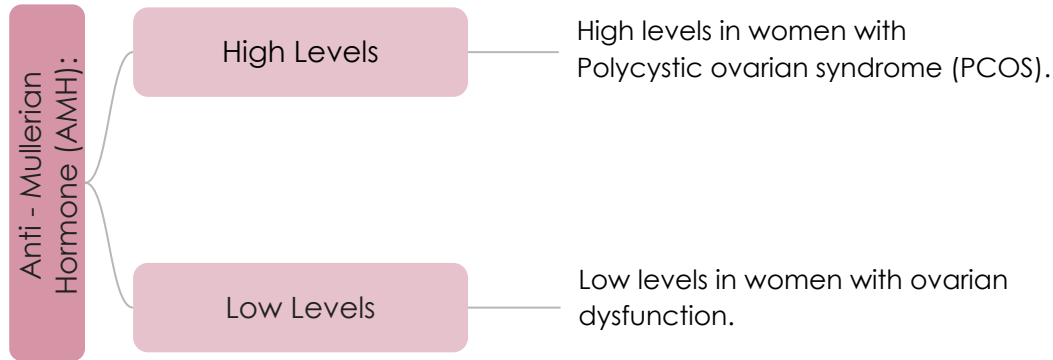 Anti - Mullerian
Hormone (AMH):
High Levels
High levels in women with
Polycystic ovarian syndrome (PCOS).
Low Levels
Low levels in women with ovarian
dysfunction.